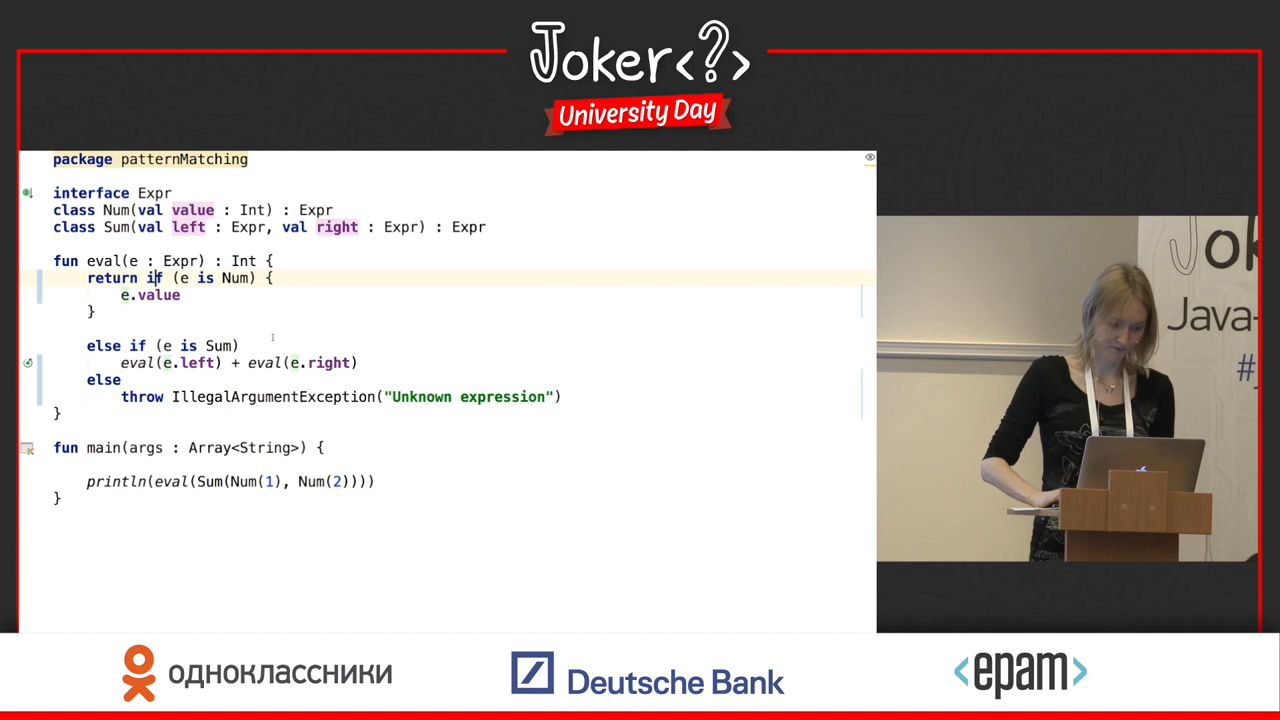 Joker<?>
University Day
package patternMatching
interface Expr
class Num(val value : Int) : Expr
class Sum(val left : Expr, val right : Expr) : Expr
fun eval(e : Expr) : Int {
return if (e is Num) {
e.value
}
else if (e is Sum)
eval(e.left) + eval(e.right)
else
throw IllegalArgumentException("Unknown expression")
}
fun main(args : Array<String>) {
println(eval(Sum(Num(1), Num(2))))
}
Jo
Java-
#
одноклассники
Deutsche Bank
<epam>